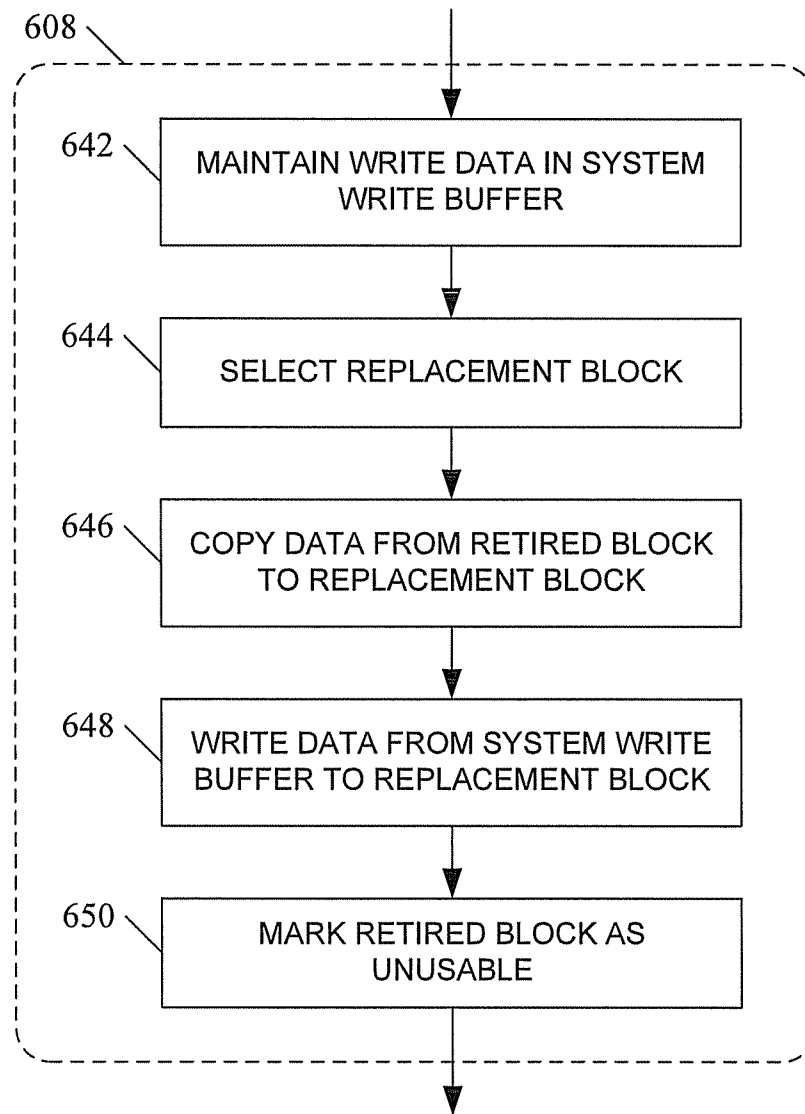 608
642
MAINTAIN WRITE DATA IN SYSTEM
WRITE BUFFER
644
SELECT REPLACEMENT BLOCK
646
COPY DATA FROM RETIRED BLOCK
TO REPLACEMENT BLOCK
648
WRITE DATA FROM SYSTEM WRITE
BUFFER TO REPLACEMENT BLOCK
650
MARK RETIRED BLOCK AS
UNUSABLE